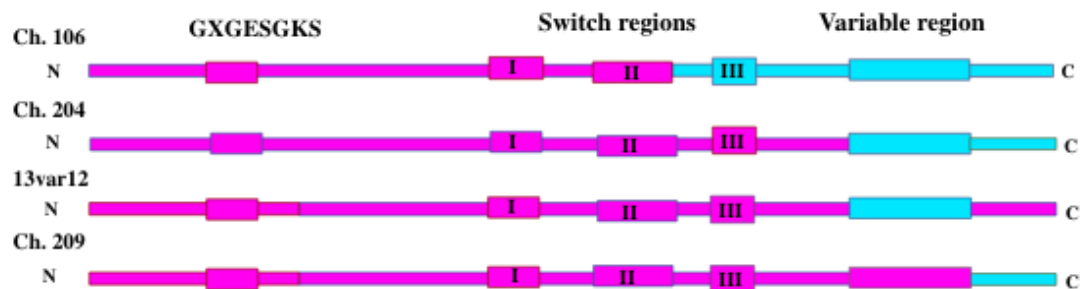 GXGESGKS Switch regions Variable region
Ch. 106
N I II III C
Ch. 204
N I II III C
13var12
N I II III C
Ch. 209
N I II III C